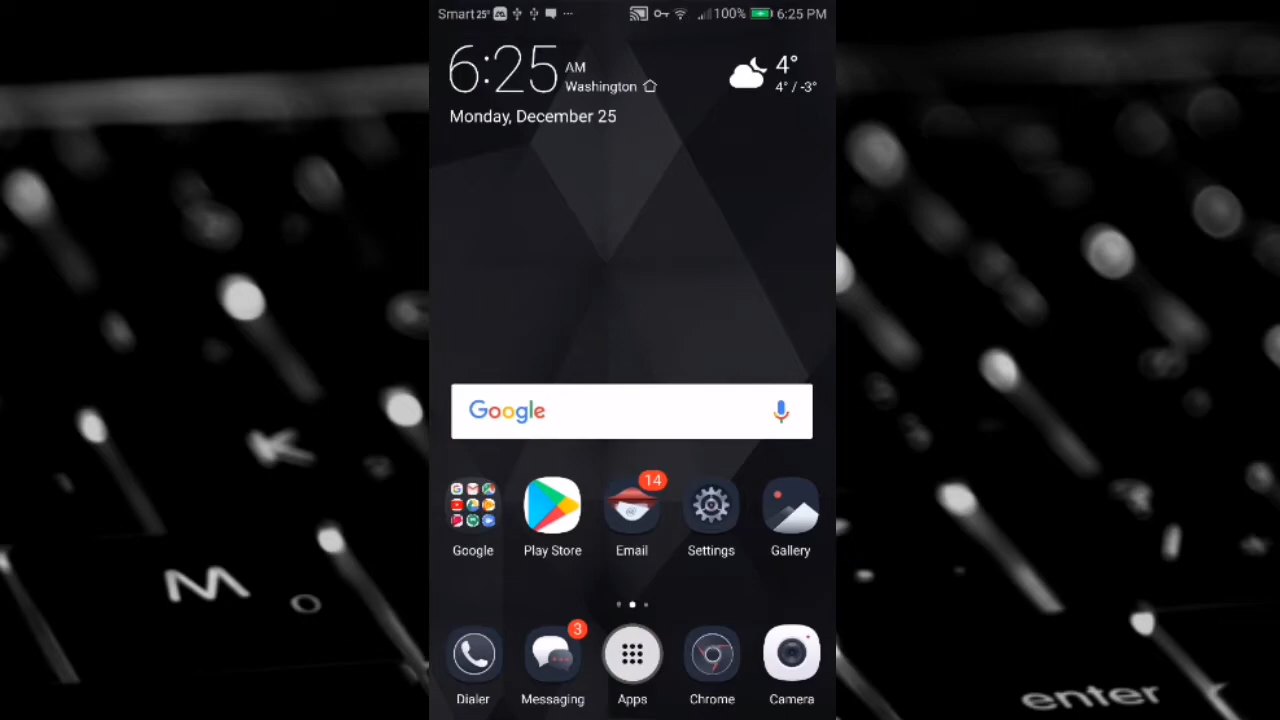 Smart 25° 100% 6:25 PM
6:25 AM
Washington
4°
4° / -3°
Monday, December 25
Google
14
Google Play Store Email Settings Gallery
3
Dialer Messaging Apps Chrome Camera
M
K
enter